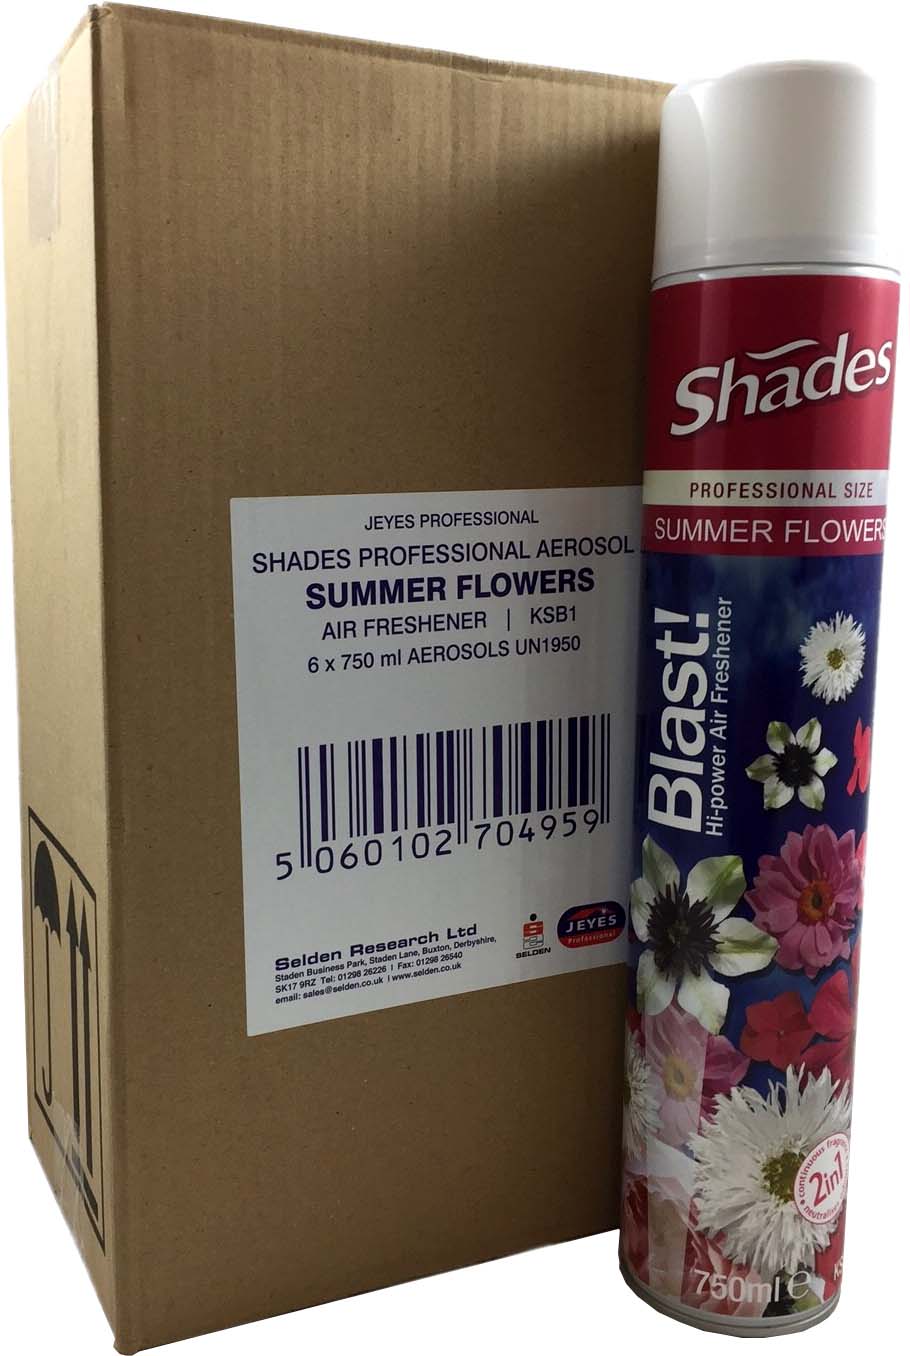 JEYES PROFESSIONAL
SHADES PROFESSIONAL AEROSOL
SUMMER FLOWERS
AIR FRESHENER | KSB1
6 x 750 ml AEROSOLS UN1950
5 060102 704959
Selden Research Ltd
Staden Business Park, Staden Lane, Buxton, Derbyshire,
SK17 9RZ Tel: 01298 26226 | Fax: 01298 26540
email: sales@selden.co.uk | www.selden.co.uk
SELDEN
JEYES
Professional
Shades
PROFESSIONAL SIZE
SUMMER FLOWERS
Blast!
Hi-power Air Freshener
continuous
2in1
750ml e